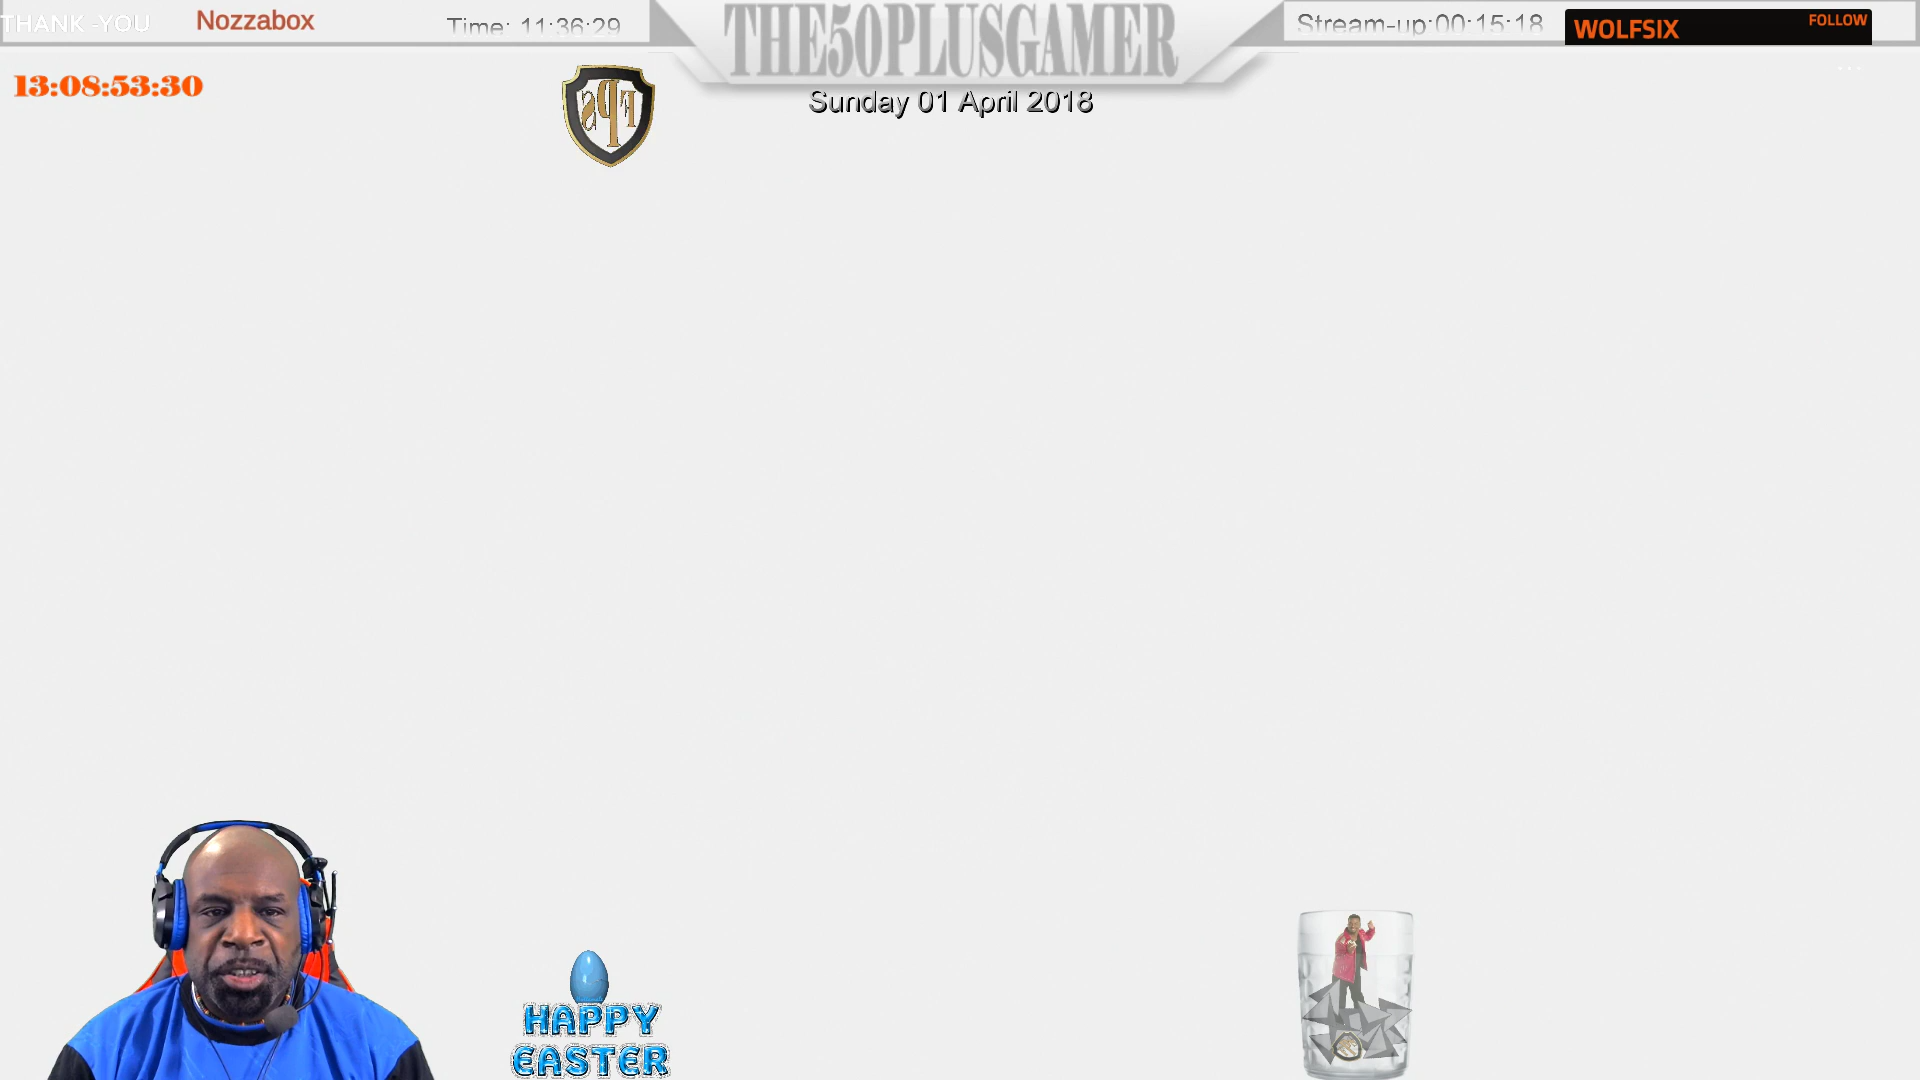 THANK -YOU
Nozzabox
Time: 11:36:29
THE50PLUSGAMER
Stream-up:00:15:18
WOLFSIX
FOLLOW
13:08:53:30
FPS
Sunday 01 April 2018
HAPPY
EASTER